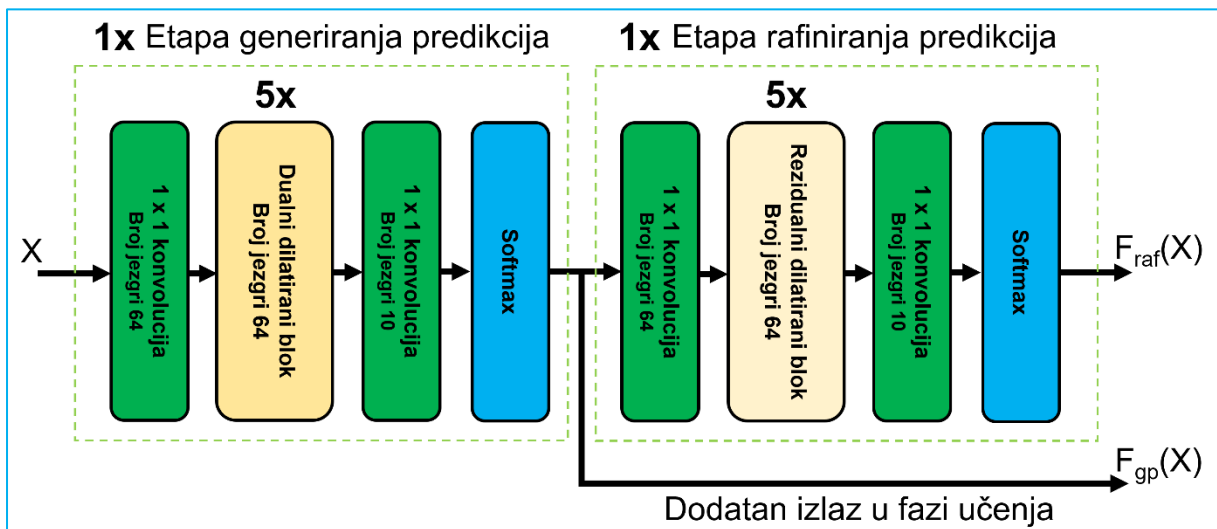 1x Etapa generiranja predikcija
1x Etapa rafiniranja predikcija
5x
5x
X
1 x 1 konvolucija
Broj jezgri 64
Dualni dilatirani blok
Broj jezgri 64
1 x 1 konvolucija
Broj jezgri 10
Softmax
1 x 1 konvolucija
Broj jezgri 64
Rezidualni dilatirani blok
Broj jezgri 64
1 x 1 konvolucija
Broj jezgri 10
Softmax
F_raf(X)
F_gp(X)
Dodatan izlaz u fazi učenja